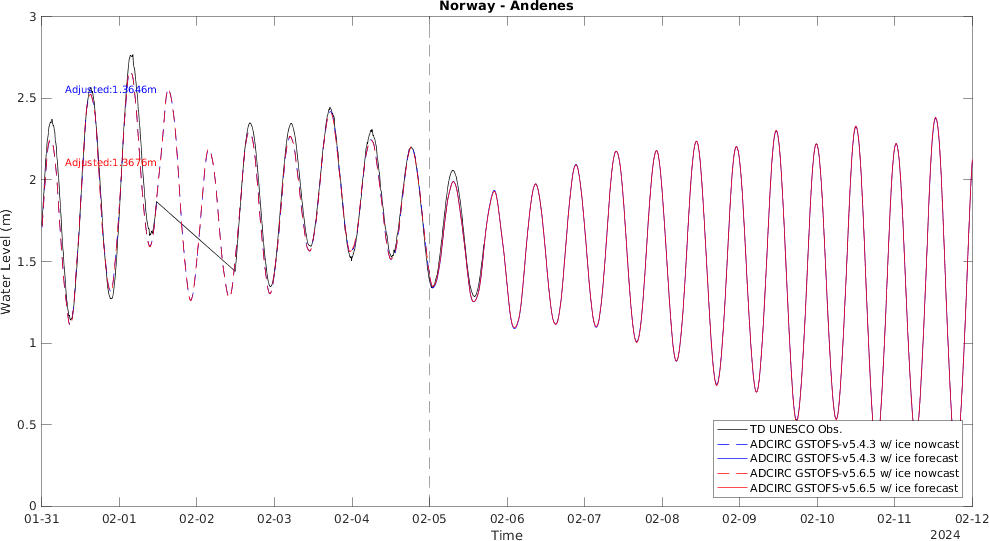 Norway - Andenes
3
2.5
2
1.5
1
0.5
0
Water Level (m)
Adjusted:1.3646m
Adjusted:1.3676m
TD UNESCO Obs.
ADCIRC GSTOFS-v5.4.3 w/ ice nowcast
ADCIRC GSTOFS-v5.4.3 w/ ice forecast
ADCIRC GSTOFS-v5.6.5 w/ ice nowcast
ADCIRC GSTOFS-v5.6.5 w/ ice forecast
01-31 02-01 02-02 02-03 02-04 02-05 02-06 02-07 02-08 02-09 02-10 02-11 02-12
Time
2024